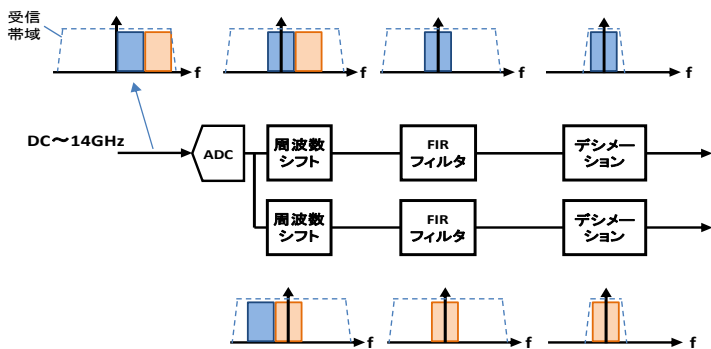 受信
帯域
f
f
f
f
DC～14GHz
ADC
周波数
シフト
FIR
フィルタ
デシメー
ション
周波数
シフト
FIR
フィルタ
デシメー
ション
f
f
f